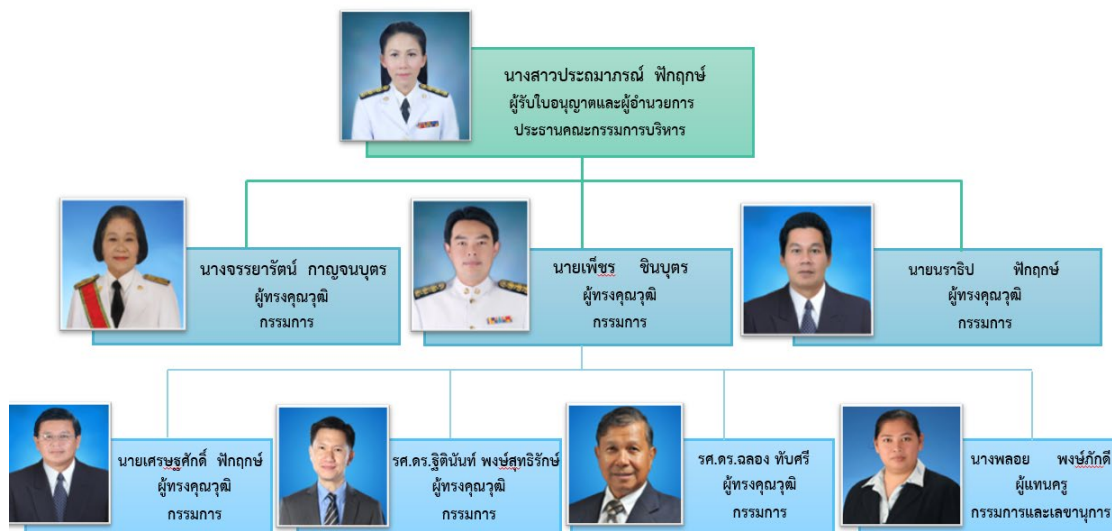 นางสาวประถมาภรณ์ ฟักฤกษ์
ผู้รับใบอนุญาตและผู้อำนวยการ
ประธานคณะกรรมการบริหาร
นางจรรยารัตน์ กาญจนบุตร
ผู้ทรงคุณวุฒิ
กรรมการ
นายเพ็ชร ชินบุตร
ผู้ทรงคุณวุฒิ
กรรมการ
นายนราธิป ฟักฤกษ์
ผู้ทรงคุณวุฒิ
กรรมการ
นายเศรษฐศักดิ์ ฟักฤกษ์
ผู้ทรงคุณวุฒิ
กรรมการ
รศ.ดร.ฐิตินันท์ พงษ์สุทธิรักษ์
ผู้ทรงคุณวุฒิ
กรรมการ
รศ.ดร.ฉลอง ทับศรี
ผู้ทรงคุณวุฒิ
กรรมการ
นางพลอย พงษ์ภักดี
ผู้แทนครู
กรรมการและเลขานุการ